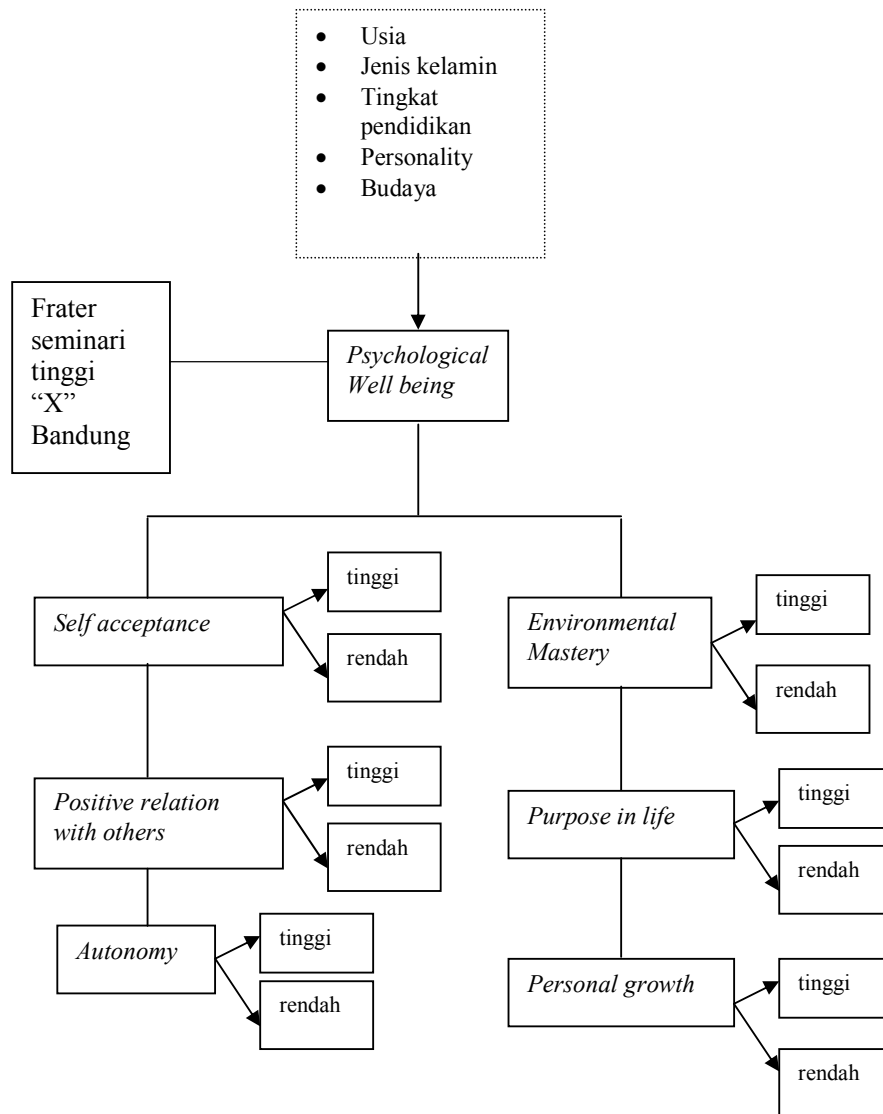 • Usia
• Jenis kelamin
• Tingkat
pendidikan
• Personality
• Budaya
Frater
seminari
tinggi
“X”
Bandung
Psychological
Well being
Self acceptance
tinggi
rendah
Positive relation
with others
tinggi
rendah
Autonomy
tinggi
rendah
Environmental
Mastery
tinggi
rendah
Purpose in life
tinggi
rendah
Personal growth
tinggi
rendah